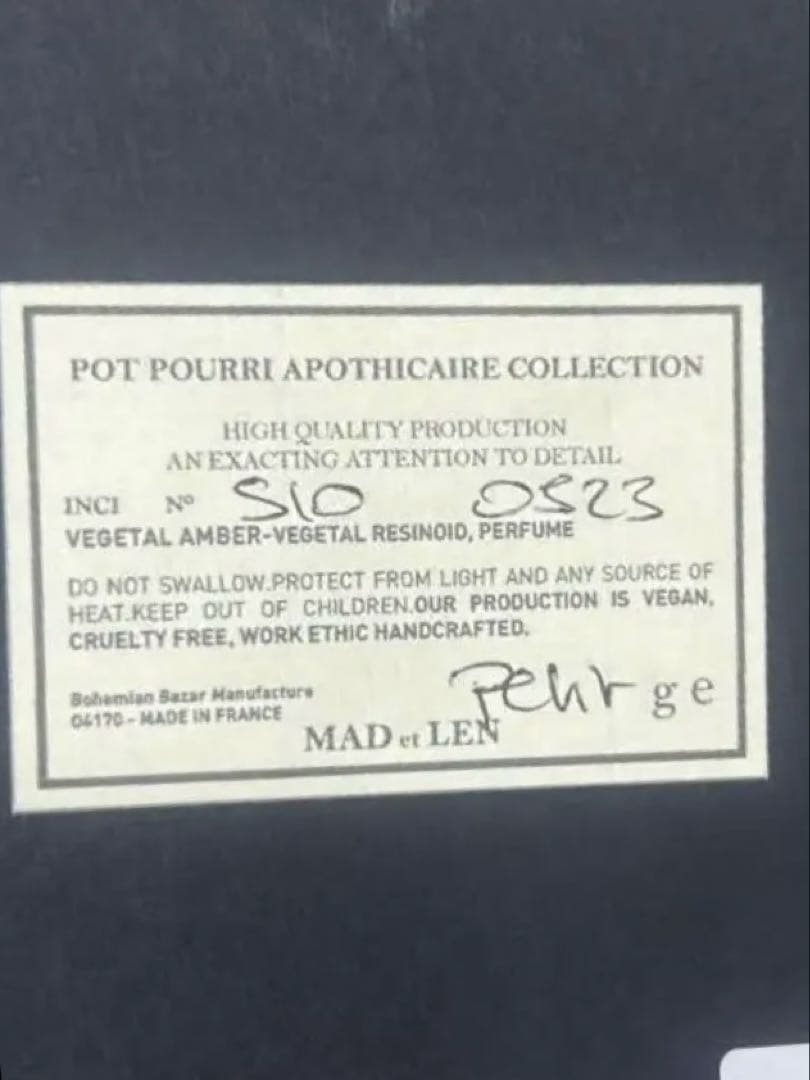 POT POURRI APOTHICAIRE COLLECTION
HIGH QUALITY PRODUCTION
AN EXACTING ATTENTION TO DETAIL
INCI Nº S10 0523
VEGETAL AMBER-VEGETAL RESINOID, PERFUME
DO NOT SWALLOW.PROTECT FROM LIGHT AND ANY SOURCE OF
HEAT.KEEP OUT OF CHILDREN.OUR PRODUCTION IS VEGAN,
CRUELTY FREE, WORK ETHIC HANDCRAFTED.
Bohemian Bazar Manufacture
04170 - MADE IN FRANCE
g e
MAD et LEN